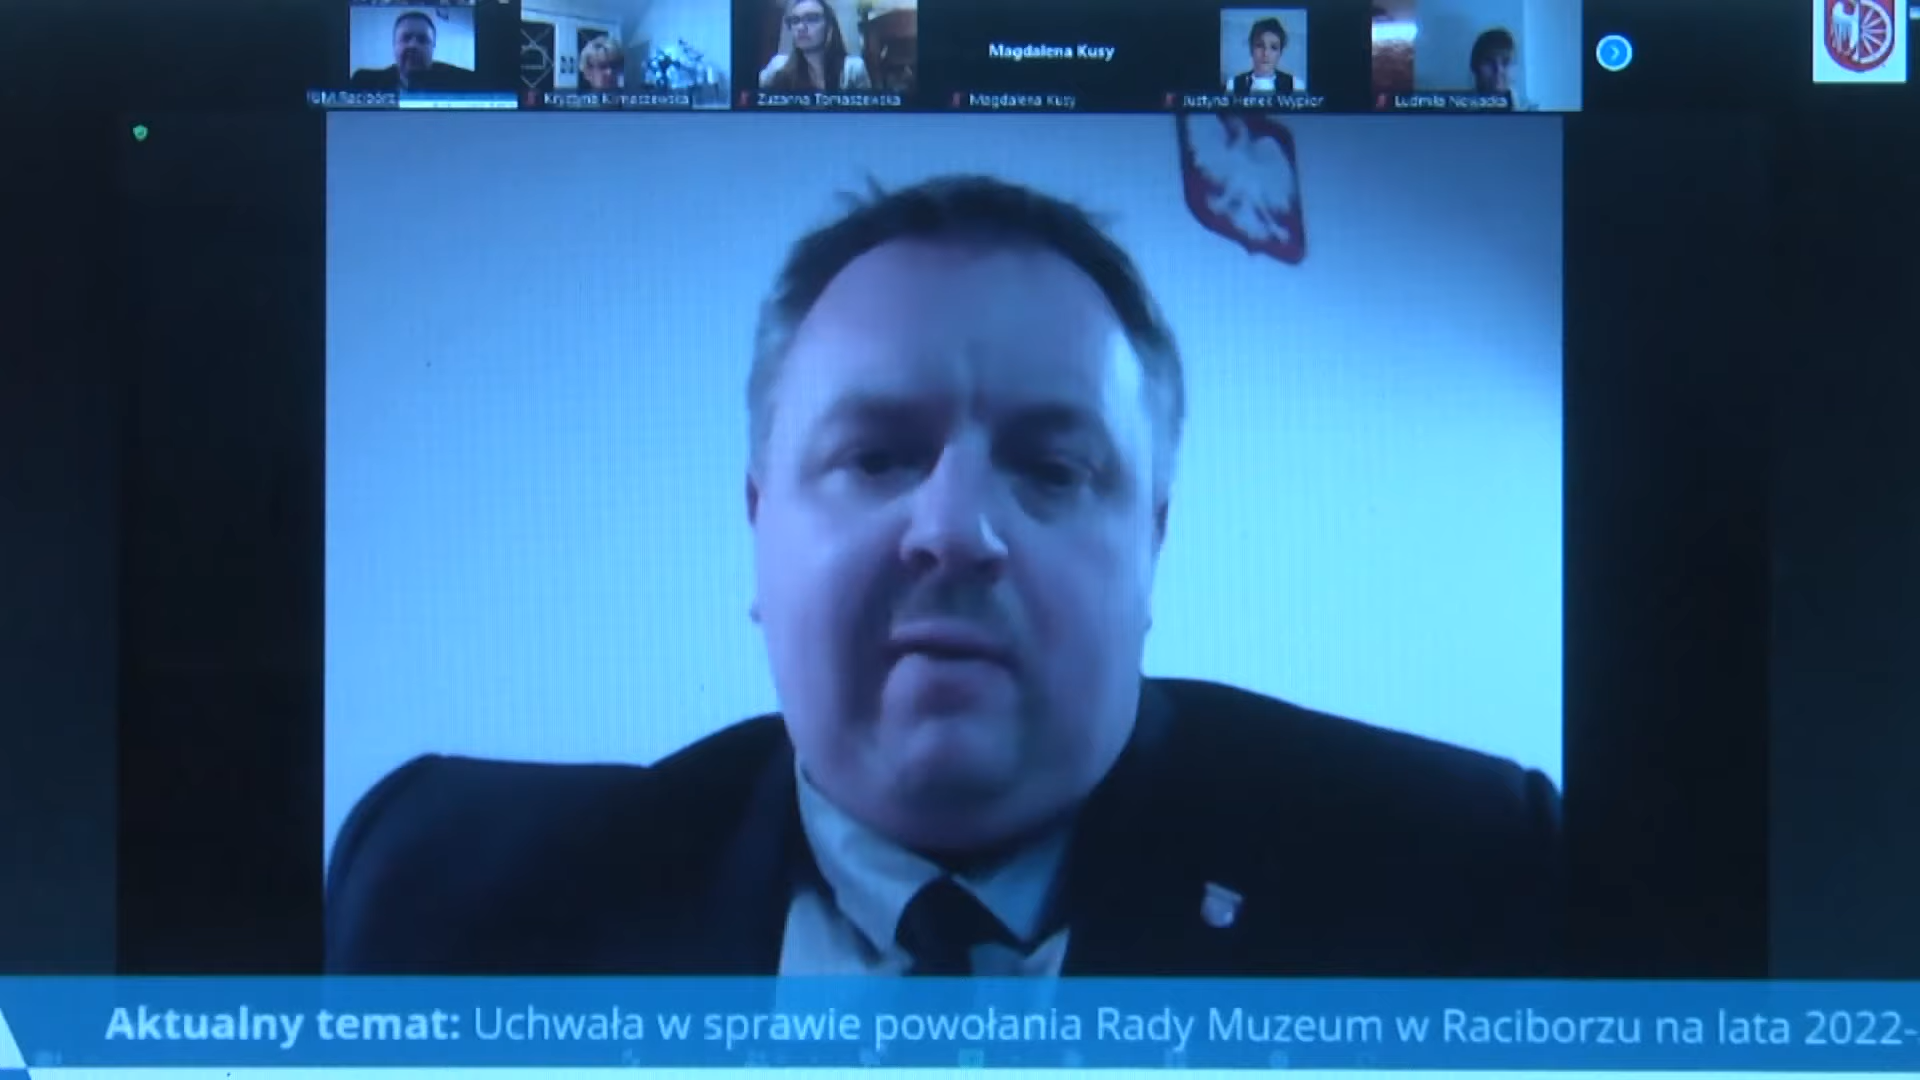 Magdalena Kusy
UM Racibórz
Krystyna Klimaszewska
Zuzanna Tomaszewska
Magdalena Kusy
Justyna Henek Wypior
Ludmiła Nowacka
Aktualny temat: Uchwała w sprawie powołania Rady Muzeum w Raciborzu na lata 2022-